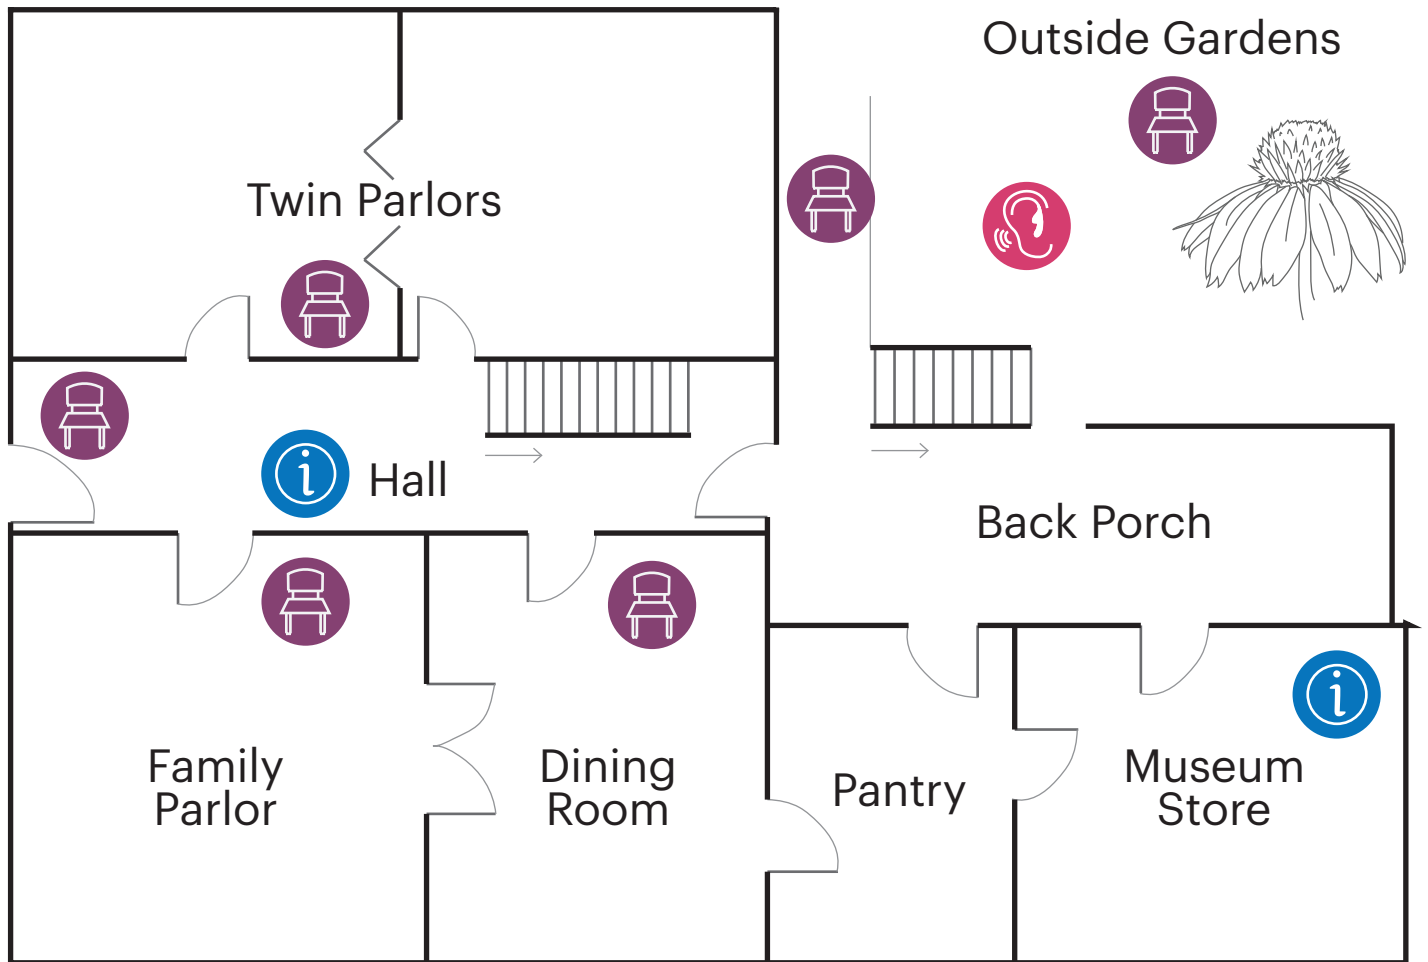 Outside Gardens
Twin Parlors
i
Hall
Back Porch
i
Family
Parlor
Dining
Room
Pantry
Museum
Store